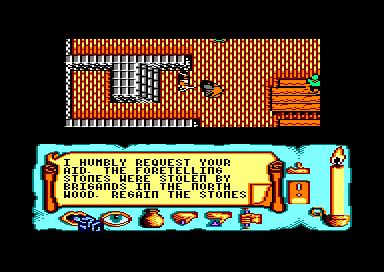 I HUMBLY REQUEST YOUR
AID. THE FORETELLING
STONES WERE STOLEN BY
BRIGANDS IN THE NORTH
WOOD. REGAIN THE STONES